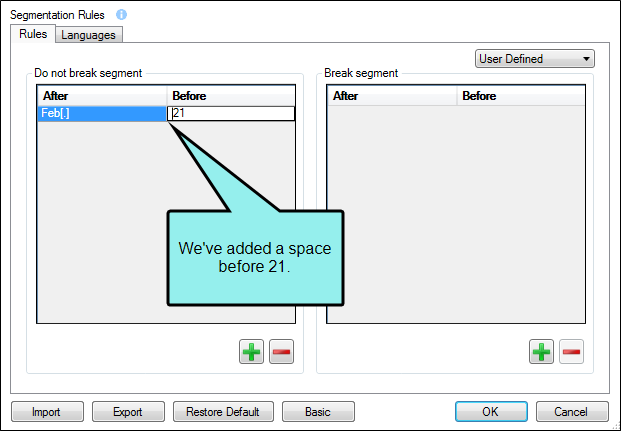 Segmentation Rules
Rules Languages
User Defined
Do not break segment
After Before
Feb[.] 21
Break segment
After Before
We've added a space
before 21.
Import Export Restore Default Basic OK Cancel